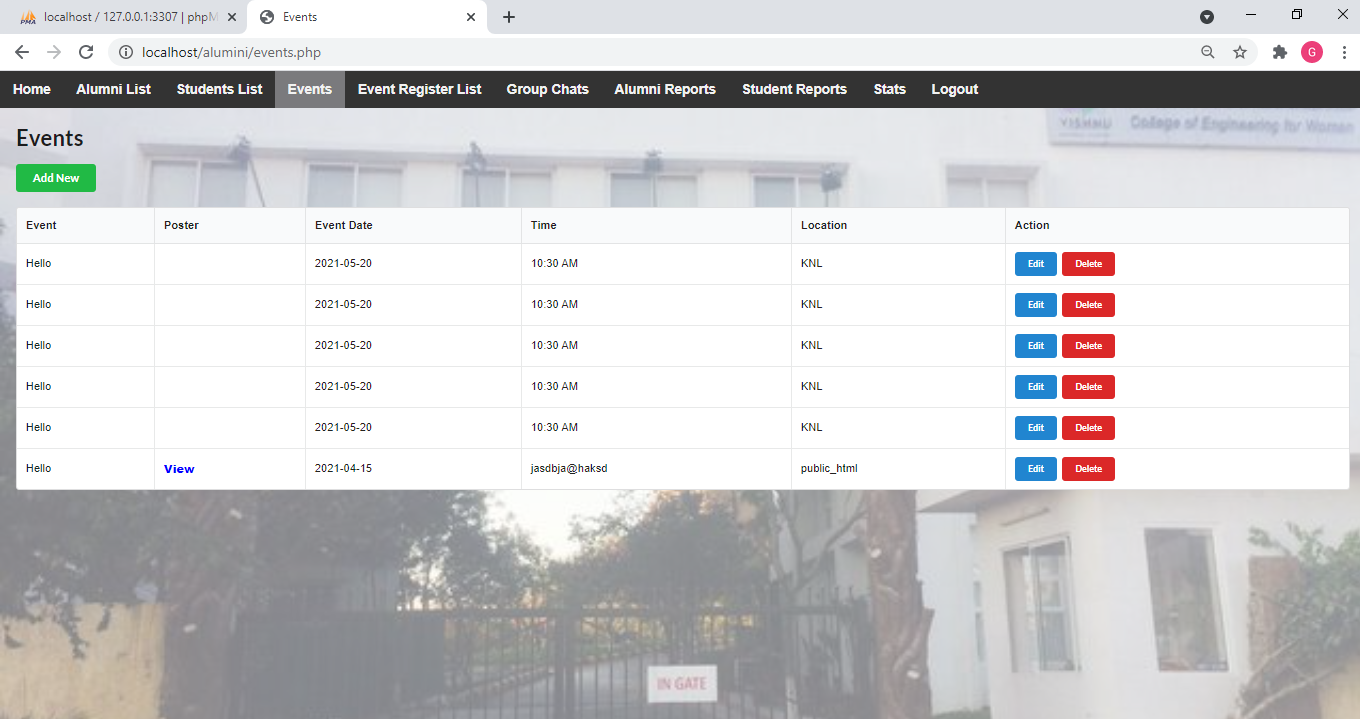 localhost / 127.0.0.1:3307 | phpM
Events
localhost/alumini/events.php
G
Home Alumni List Students List Events Event Register List Group Chats Alumni Reports Student Reports Stats Logout
VISHNU College of Engineering for Women
Events
Add New
Event Poster Event Date Time Location Action
Hello 2021-05-20 10:30 AM KNL Edit Delete
Hello 2021-05-20 10:30 AM KNL Edit Delete
Hello 2021-05-20 10:30 AM KNL Edit Delete
Hello 2021-05-20 10:30 AM KNL Edit Delete
Hello 2021-05-20 10:30 AM KNL Edit Delete
Hello View 2021-04-15 jasdbja@haksd public_html Edit Delete
IN GATE